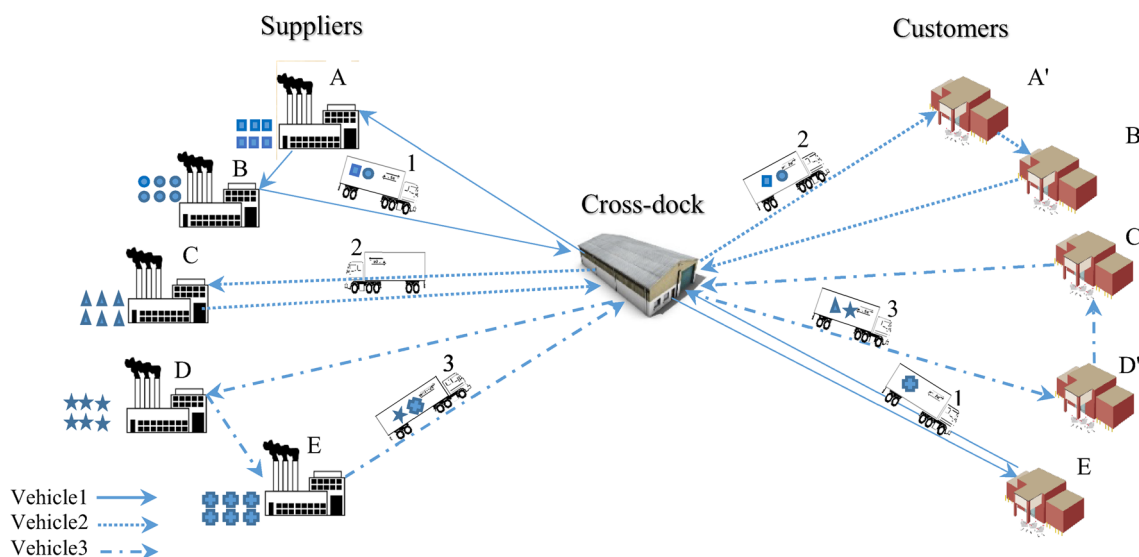 Suppliers
Customers
A
A'
B
1
2
B
Cross-dock
C
2
C
3
D
3
D'
1
E
E
Vehicle1
Vehicle2
Vehicle3